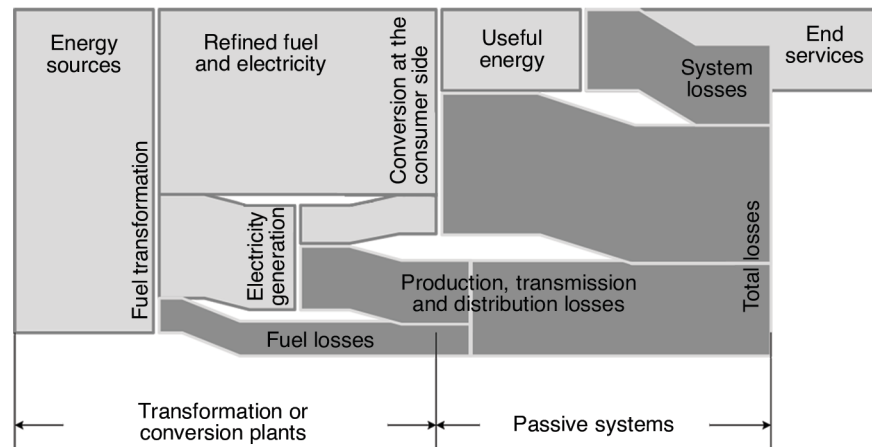 Energy
sources
Refined fuel
and electricity
Conversion at the
consumer side
Useful
energy
System
losses
End
services
Fuel transformation
Electricity
generation
Production, transmission
and distribution losses
Total losses
Fuel losses
Transformation or
conversion plants
Passive systems